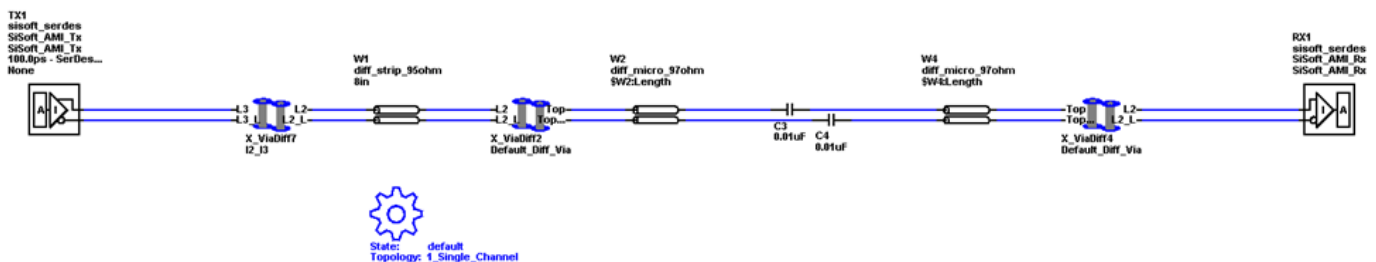 TX1
sisoft_serdes
SiSoft_AMI_Tx
SiSoft_AMI_Tx
100.0ps - SerDes...
None
A
I
L3
L3_L
L2
L2_L
X_ViaDiff7
l2_l3
W1
diff_strip_95ohm
8in
L2
L2_L
Top
Top...
X_ViaDiff2
Default_Diff_Via
W2
diff_micro_97ohm
$W2:Length
C3
0.01uF
C4
0.01uF
W4
diff_micro_97ohm
$W4:Length
Top
Top...
L2
L2_L
X_ViaDiff4
Default_Diff_Via
RX1
sisoft_serdes
SiSoft_AMI_Rx
SiSoft_AMI_Rx
I
A
State: default
Topology: 1_Single_Channel